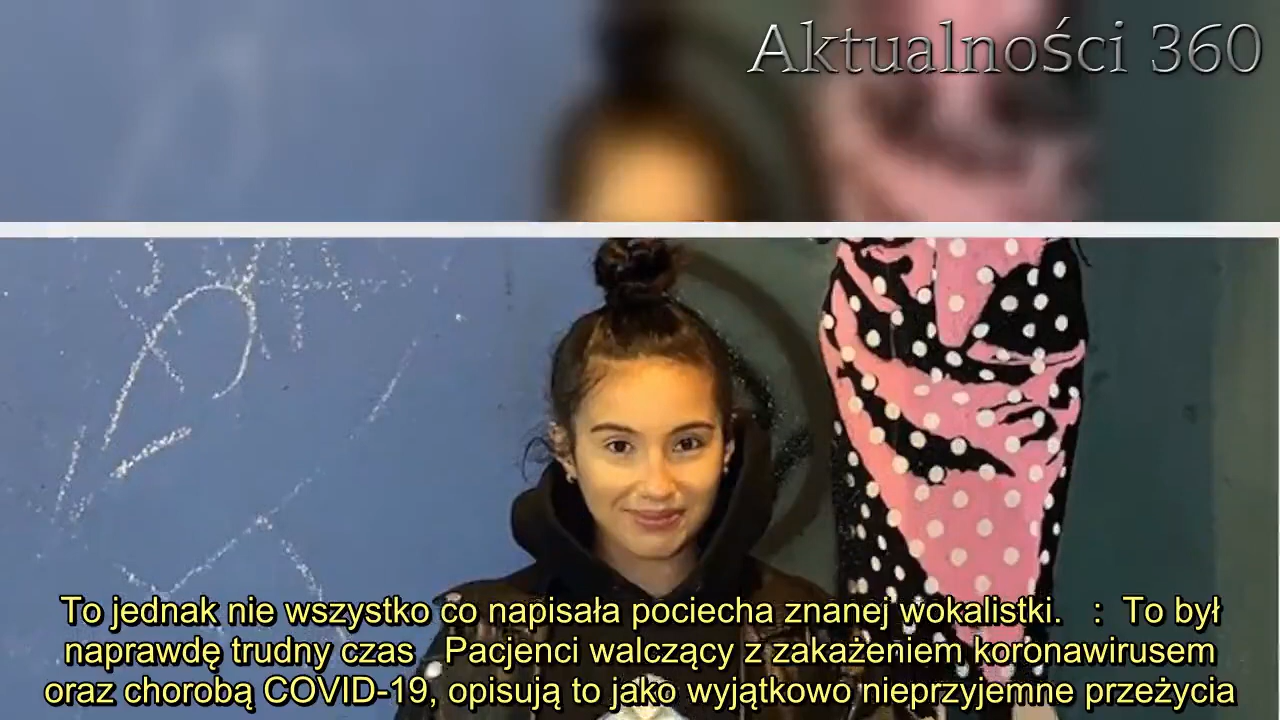 Aktualności 360
To jednak nie wszystko co napisała pociecha znanej wokalistki. : To był
naprawdę trudny czas Pacjenci walczący z zakażeniem koronawirusem
oraz chorobą COVID-19, opisują to jako wyjątkowo nieprzyjemne przeżycia